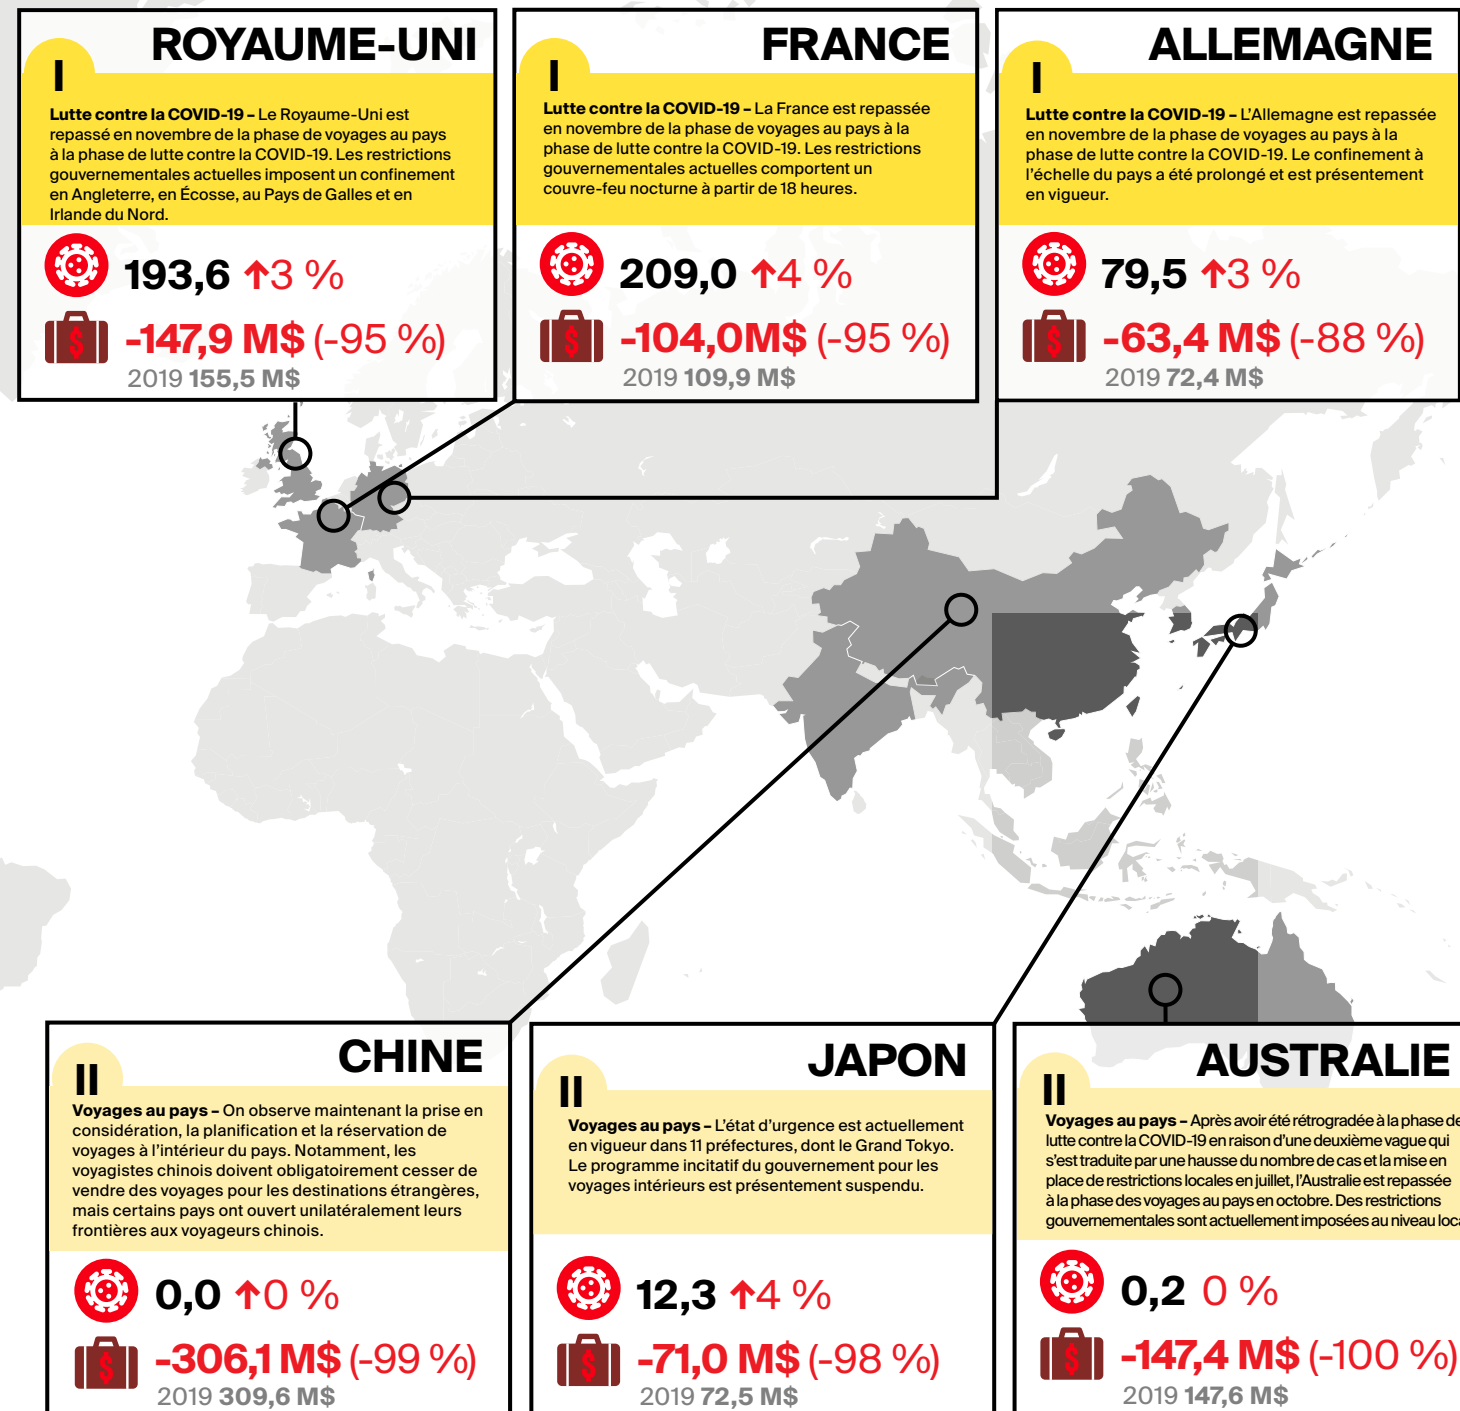 ROYAUME-UNI
I
Lutte contre la COVID-19 – Le Royaume-Uni est
repassé en novembre de la phase de voyages au pays
à la phase de lutte contre la COVID-19. Les restrictions
gouvernementales actuelles imposent un confinement
en Angleterre, en Écosse, au Pays de Galles et en
Irlande du Nord.
193,6 ↑3 %
-147,9 M$ (-95 %)
2019 155,5 M$
FRANCE
I
Lutte contre la COVID-19 – La France est repassée
en novembre de la phase de voyages au pays à la
phase de lutte contre la COVID-19. Les restrictions
gouvernementales actuelles comportent un
couvre-feu nocturne à partir de 18 heures.
209,0 ↑4 %
-104,0M$ (-95 %)
2019 109,9 M$
ALLEMAGNE
I
Lutte contre la COVID-19 – L’Allemagne est repassée
en novembre de la phase de voyages au pays à la
phase de lutte contre la COVID-19. Le confinement à
l’échelle du pays a été prolongé et est présentement
en vigueur.
79,5 ↑3 %
-63,4 M$ (-88 %)
2019 72,4 M$
CHINE
II
Voyages au pays – On observe maintenant la prise en
considération, la planification et la réservation de
voyages à l’intérieur du pays. Notamment, les
voyagistes chinois doivent obligatoirement cesser de
vendre des voyages pour les destinations étrangères,
mais certains pays ont ouvert unilatéralement leurs
frontières aux voyageurs chinois.
0,0 ↑0 %
-306,1 M$ (-99 %)
2019 309,6 M$
JAPON
II
Voyages au pays – L’état d’urgence est actuellement
en vigueur dans 11 préfectures, dont le Grand Tokyo.
Le programme incitatif du gouvernement pour les
voyages intérieurs est présentement suspendu.
12,3 ↑4 %
-71,0 M$ (-98 %)
2019 72,5 M$
AUSTRALIE
II
Voyages au pays – Après avoir été rétrogradée à la phase de
lutte contre la COVID-19 en raison d’une deuxième vague qui
s’est traduite par une hausse du nombre de cas et la mise en
place de restrictions locales en juillet, l’Australie est repassée
à la phase des voyages au pays en octobre. Des restrictions
gouvernementales sont actuellement imposées au niveau
0,2 0 %
-147,4 M$ (-100 %)
2019 147,6 M$